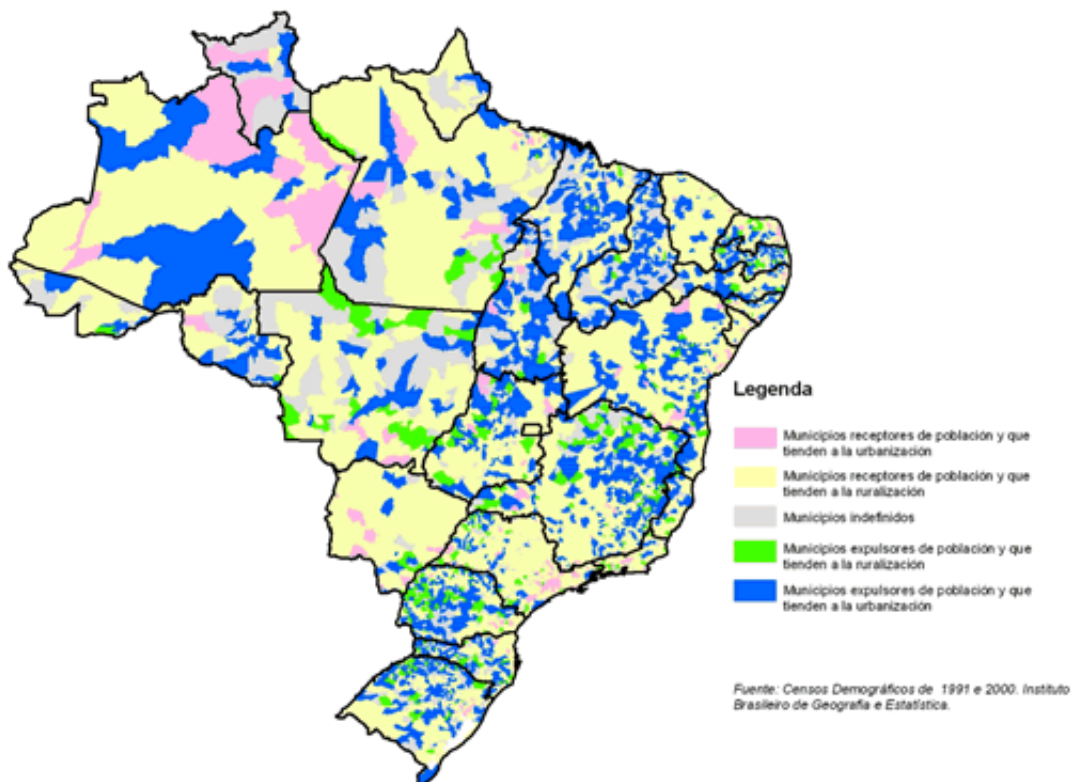 Legenda
Municipios receptores de población y que
tienden a la urbanización
Municipios receptores de población y que
tienden a la ruralización
Municipios indefinidos
Municipios expulsores de población y que
tienden a la ruralización
Municipios expulsores de población y que
tienden a la urbanización
Fuente: Censos Demográficos de 1991 e 2000. Instituto
Brasileiro de Geografia e Estatística.